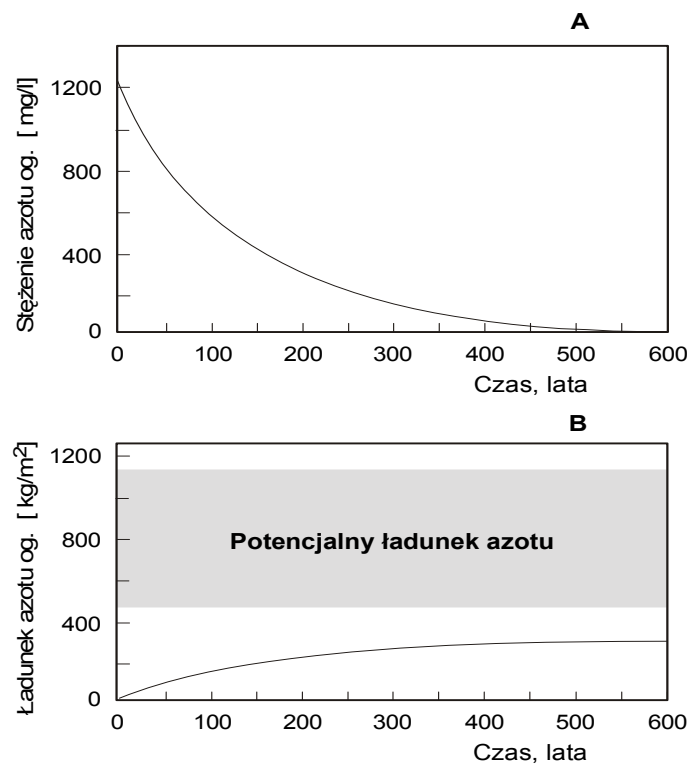 A
Stężenie azotu og. [ mg/l]
1200
800
400
0
0 100 200 300 400 500 600
Czas, lata
B
Ładunek azotu og. [ kg/m²]
1200
800
400
0
Potencjalny ładunek azotu
0 100 200 300 400 500 600
Czas, lata